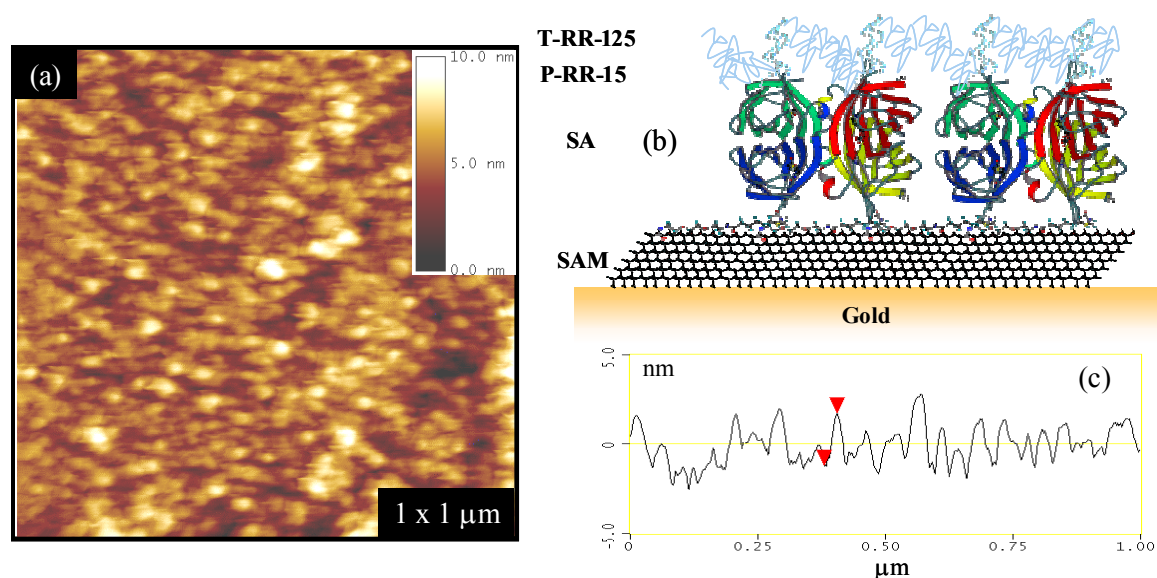 (a)
10.0 nm
5.0 nm
0.0 nm
1 x 1 μm
T-RR-125
P-RR-15
SA
(b)
SAM
Gold
5.0
nm
(c)
0
-5.0
0
0.25
0.50
0.75
1.00
μm